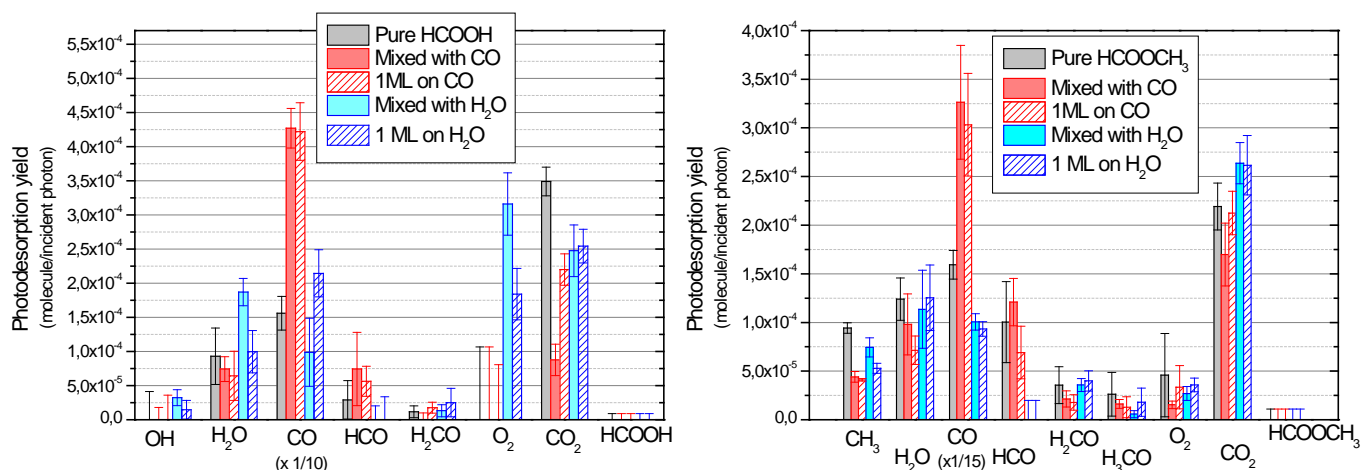 Photodesorption yield
(molecule/incident photon)
5,5x10⁻⁴
5,0x10⁻⁴
4,5x10⁻⁴
4,0x10⁻⁴
3,5x10⁻⁴
3,0x10⁻⁴
2,5x10⁻⁴
2,0x10⁻⁴
1,5x10⁻⁴
1,0x10⁻⁴
5,0x10⁻⁵
0,0
Pure HCOOH
Mixed with CO
1ML on CO
Mixed with H₂O
1 ML on H₂O
OH H₂O CO HCO H₂CO O₂ CO₂ HCOOH
(x 1/10)
Photodesorption yield
(molecule/incident photon)
4,0x10⁻⁴
3,5x10⁻⁴
3,0x10⁻⁴
2,5x10⁻⁴
2,0x10⁻⁴
1,5x10⁻⁴
1,0x10⁻⁴
5,0x10⁻⁵
0,0
Pure HCOOCH₃
Mixed with CO
1ML on CO
Mixed with H₂O
1 ML on H₂O
CH₃ CO H₂CO O₂ HCOOCH₃
H₂O (x1/15) HCO H₃CO CO₂